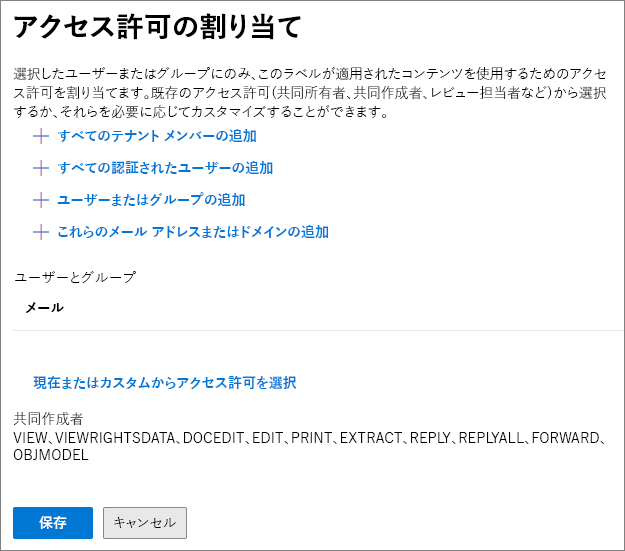 アクセス許可の割り当て
選択したユーザーまたはグループにのみ、このラベルが適用されたコンテンツを使用するためのアクセ
ス許可を割り当てます。既存のアクセス許可 (共同所有者、共同作成者、レビュー担当者など) から選択
するか、それらを必要に応じてカスタマイズすることができます。
すべてのテナント メンバーの追加
すべての認証されたユーザーの追加
ユーザーまたはグループの追加
これらのメール アドレスまたはドメインの追加
ユーザーとグループ
メール
現在またはカスタムからアクセス許可を選択
共同作成者
VIEW、VIEWRIGHTSDATA、DOCEDIT、EDIT、PRINT、EXTRACT、REPLY、REPLYALL、FORWARD、
OBJMODEL
保存
キャンセル